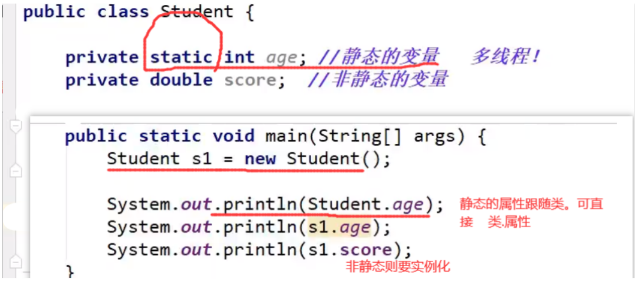 public class Student {
private static int age; //静态的变量 多线程!
private double score; //非静态的变量
public static void main(String[] args) {
Student s1 = new Student();
System.out.println(Student.age); 静态的属性跟随类。可直
System.out.println(s1.age); 接 类.属性
System.out.println(s1.score);
非静态则要实例化
}